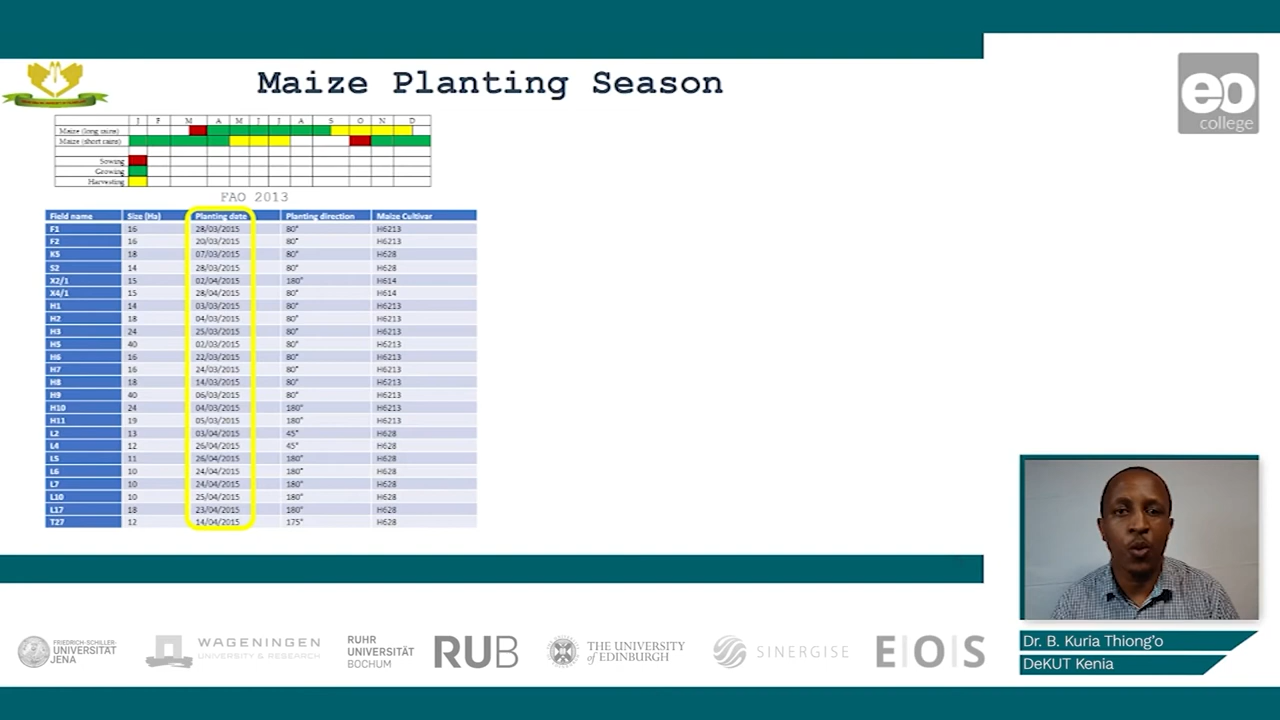 Maize Planting Season
J F M A M J J A S O N D
Maize (long rains)
Maize (short rains)
Sowing
Growing
Harvesting
FAO 2013
Field name Size (Ha) Planting date Planting direction Maize Cultivar
F1 16 28/03/2015 80° H6213
F2 16 20/03/2015 80° H6213
K5 18 07/03/2015 80° H628
S2 14 28/03/2015 80° H628
X2/1 15 02/04/2015 180° H614
X4/1 15 28/04/2015 80° H614
H1 14 03/03/2015 80° H6213
H2 18 04/03/2015 80° H6213
H3 24 25/03/2015 80° H6213
H5 40 02/03/2015 80° H6213
H6 16 22/03/2015 80° H6213
H7 16 24/03/2015 80° H6213
H8 18 14/03/2015 80° H6213
H9 40 06/03/2015 80° H6213
H10 24 04/03/2015 180° H6213
H11 19 05/03/2015 180° H6213
L2 13 03/04/2015 45° H628
L4 12 26/04/2015 45° H628
L5 11 26/04/2015 180° H628
L6 10 24/04/2015 180° H628
L7 10 24/04/2015 180° H628
L10 10 25/04/2015 180° H628
L17 18 23/04/2015 180° H628
T27 12 14/04/2015 175° H628
eo
college
Dr. B. Kuria Thiong'o
DeKUT Kenia
FRIEDRICH-SCHILLER-
UNIVERSITÄT
JENA
WAGENINGEN
UNIVERSITY & RESEARCH
RUHR
UNIVERSITÄT
BOCHUM
RUB
THE UNIVERSITY
of EDINBURGH
SINERGISE
E|O|S